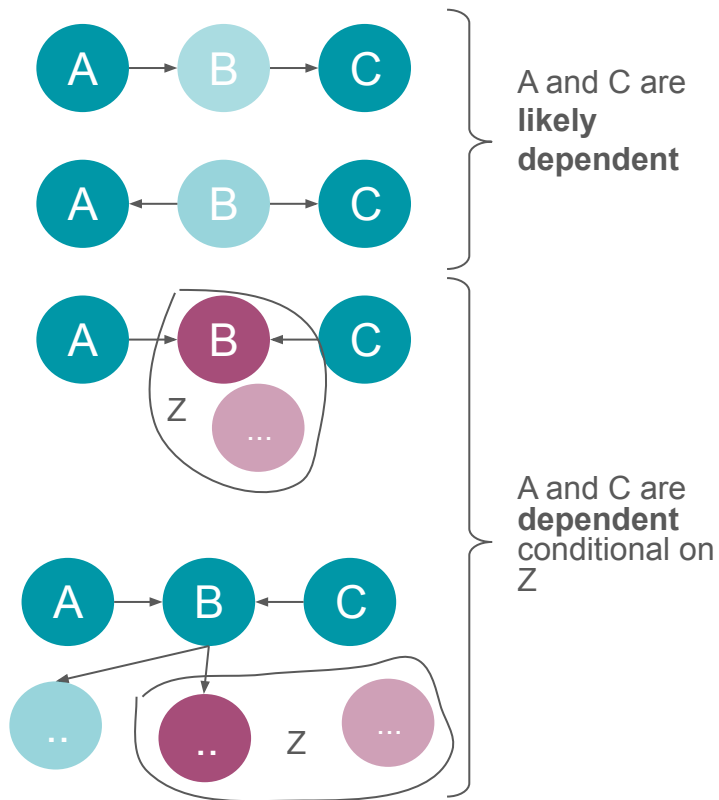 A B C
A and C are
likely
dependent
A B C
A B C
Z
...
A and C are
dependent
conditional on
Z
A B C
..
.. Z ...